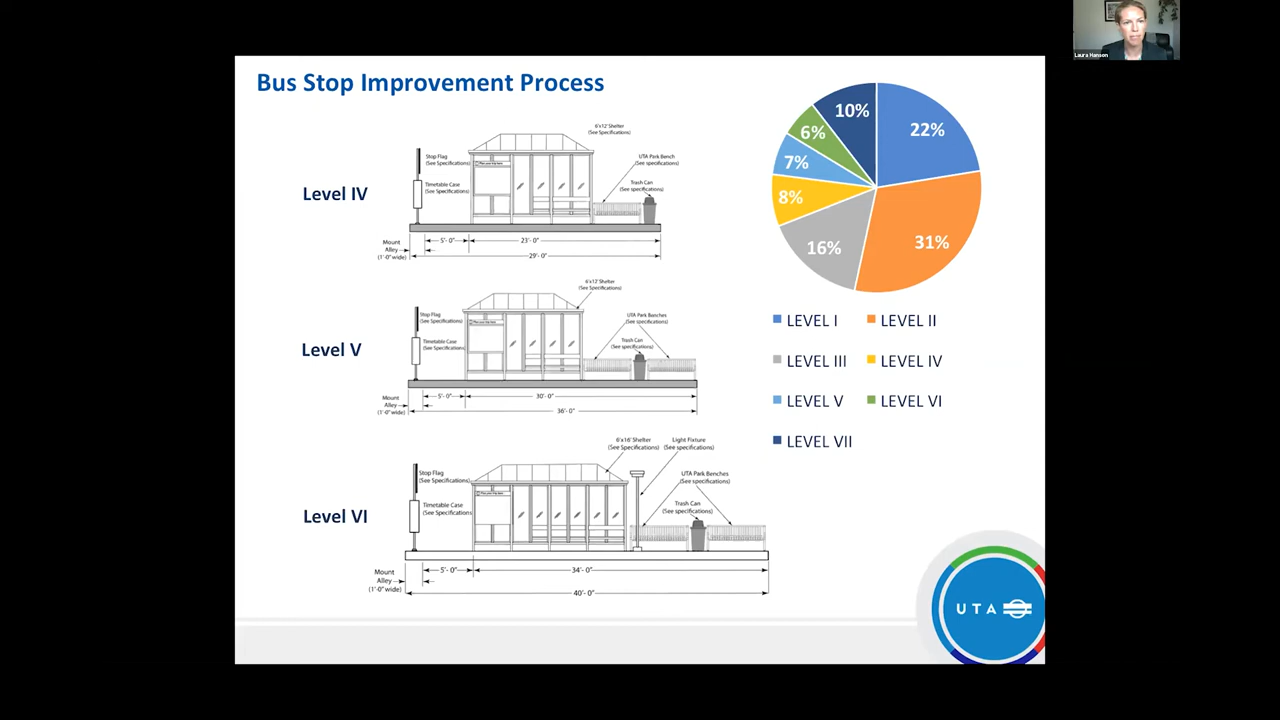 Laura Hanson
Bus Stop Improvement Process
Level IV
Stop Flag
(See Specifications)
Timetable Case
(See Specifications)
6'x12' Shelter
(See Specifications)
UTA Park Bench
(See specifications)
Trash Can
(See specifications)
Mount
Alley
(1'-0" wide)
5'- 0"
23'- 0"
29'- 0"
Level V
Stop Flag
(See Specifications)
Timetable Case
(See Specifications)
6'x12' Shelter
(See Specifications)
UTA Park Benches
(See specifications)
Trash Can
(See specifications)
Mount
Alley
(1'-0" wide)
5'- 0"
30'- 0"
36'- 0"
Level VI
Stop Flag
(See Specifications)
Timetable Case
(See Specifications)
6'x16' Shelter
(See Specifications)
Light Fixture
(See specifications)
UTA Park Benches
(See specifications)
Trash Can
(See specifications)
Mount
Alley
(1'-0" wide)
5'- 0"
34'- 0"
40'- 0"
10%
22%
6%
7%
8%
16%
31%
LEVEL I
LEVEL II
LEVEL III
LEVEL IV
LEVEL V
LEVEL VI
LEVEL VII
UTA